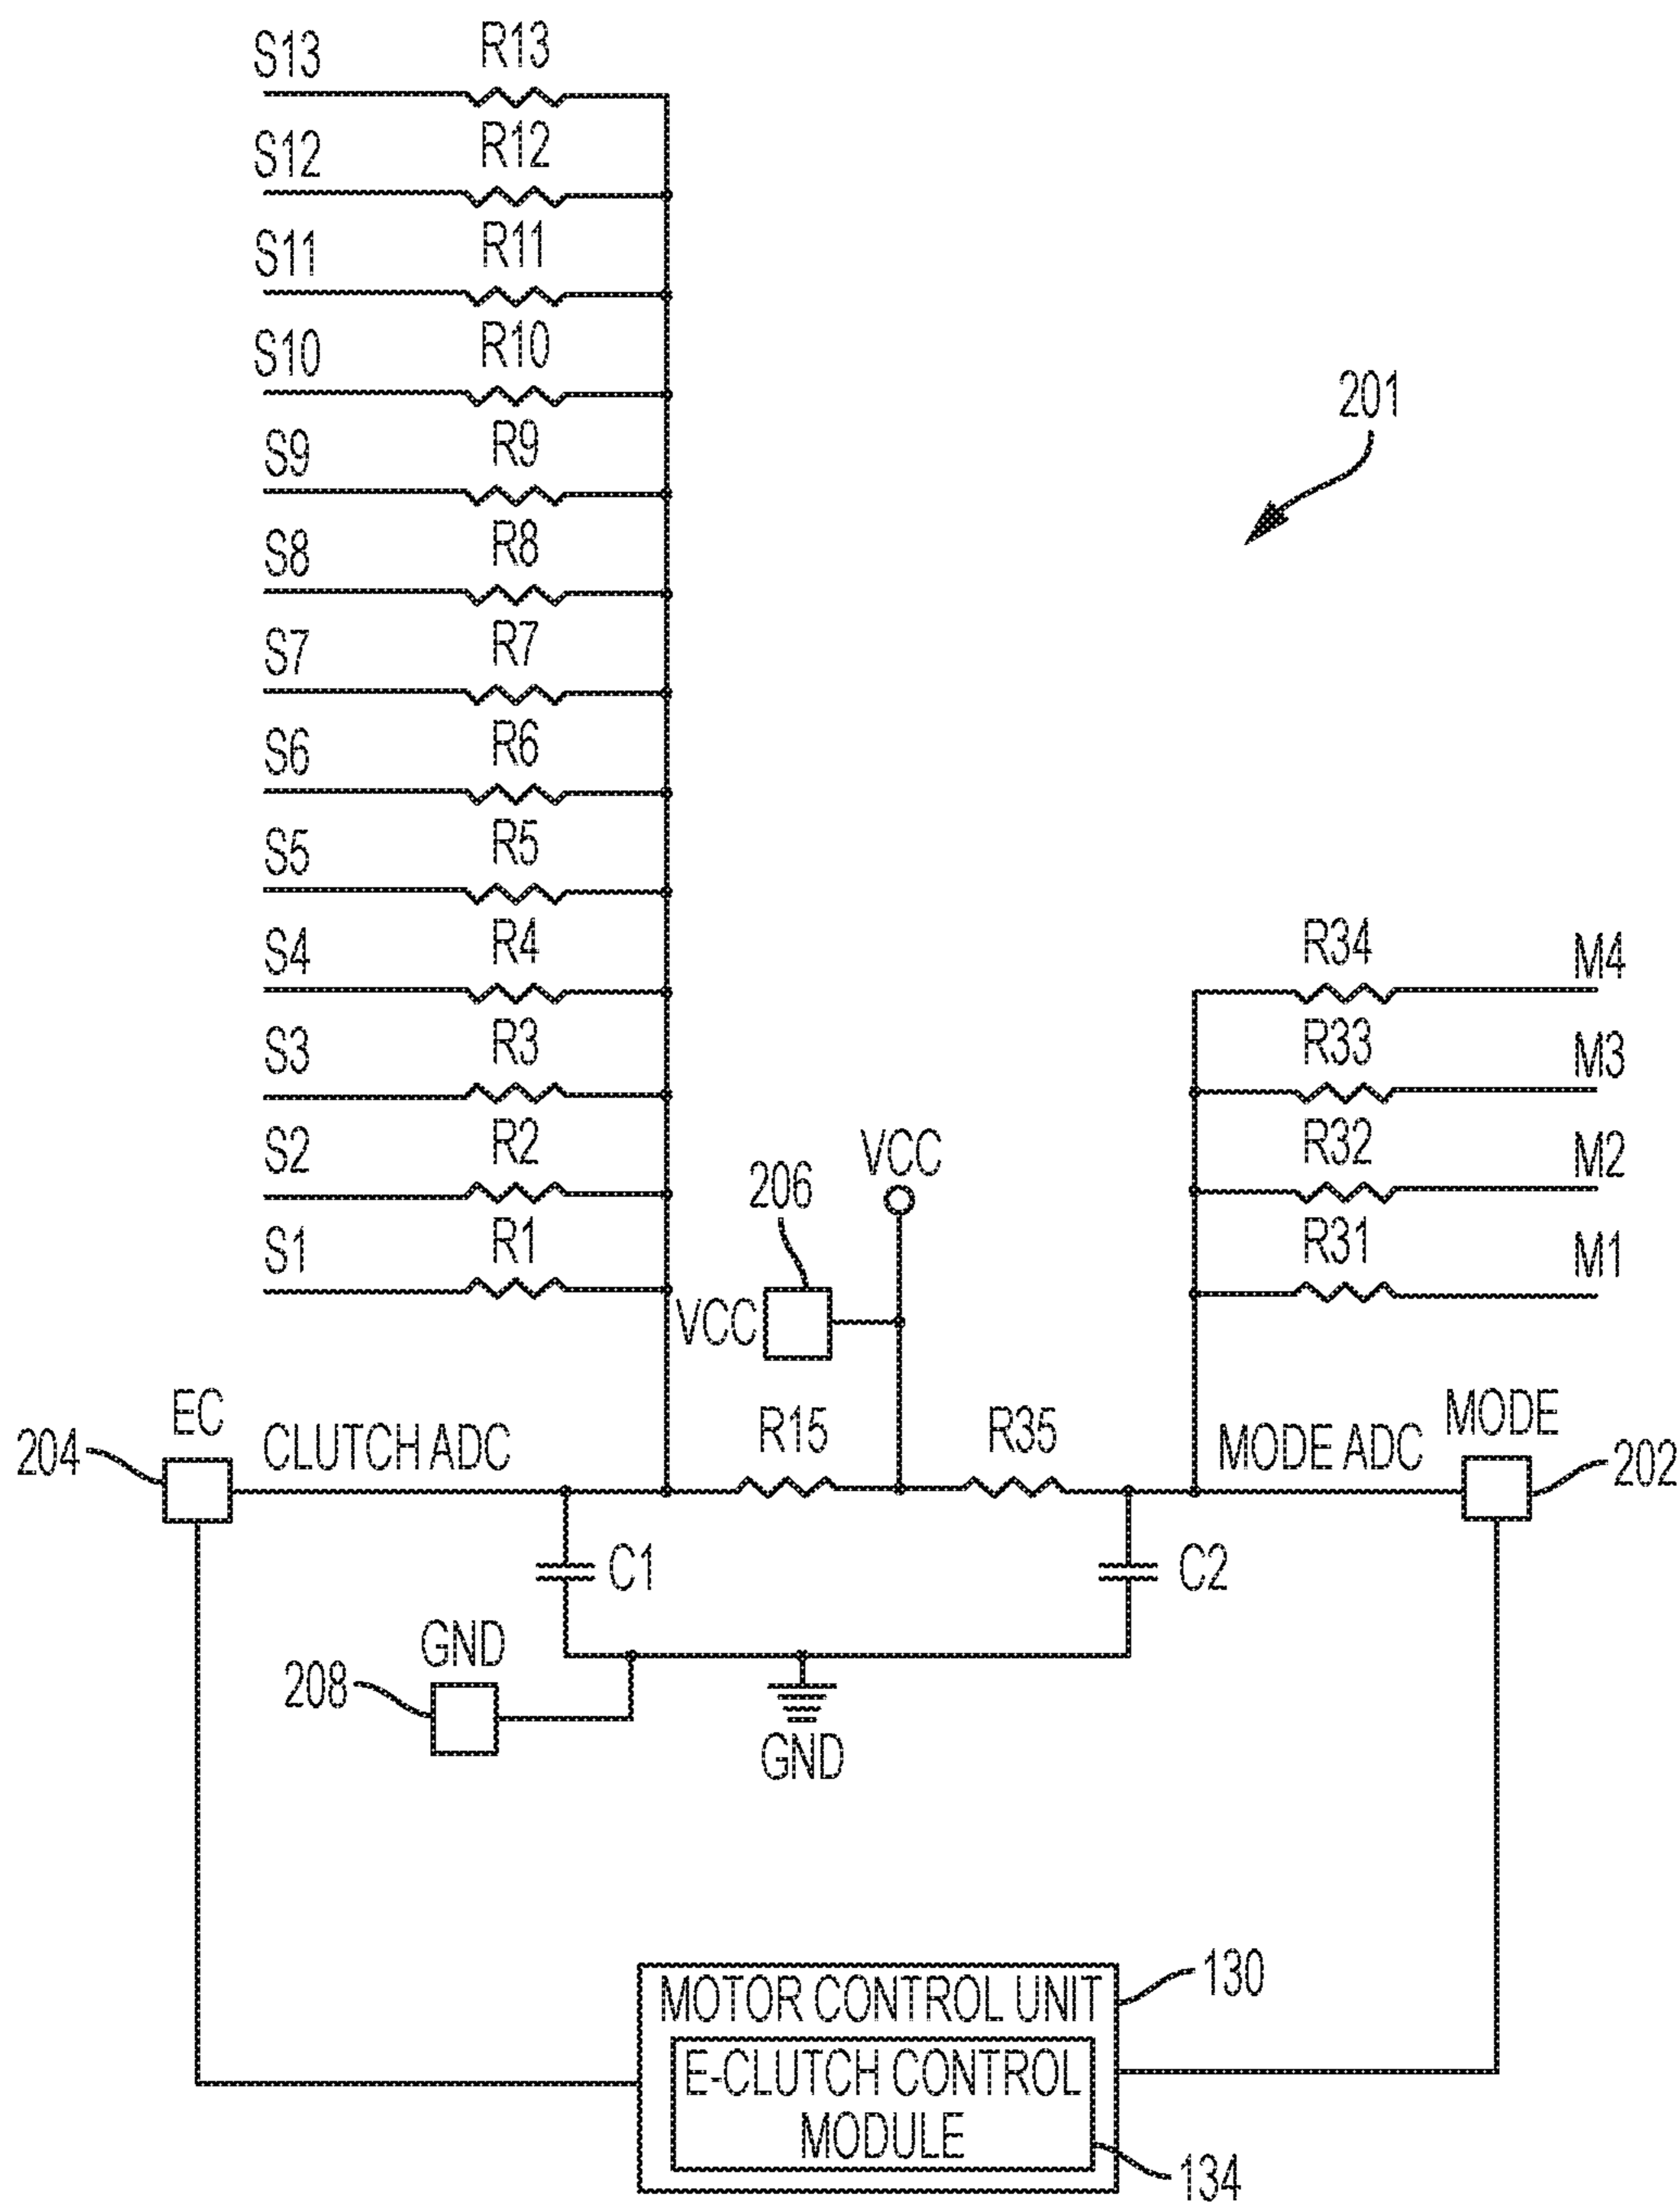 S13 R13
S12 R12
S11 R11
S10 R10
S9 R9
S8 R8
S7 R7
S6 R6
S5 R5
S4 R4
S3 R3
S2 R2
S1 R1
201
R34 M4
R33 M3
R32 M2
R31 M1
206 VCC
VCC
204 EC CLUTCH ADC
R15 R35
MODE ADC MODE 202
C1 C2
208 GND
GND
MOTOR CONTROL UNIT 130
E-CLUTCH CONTROL
MODULE
134